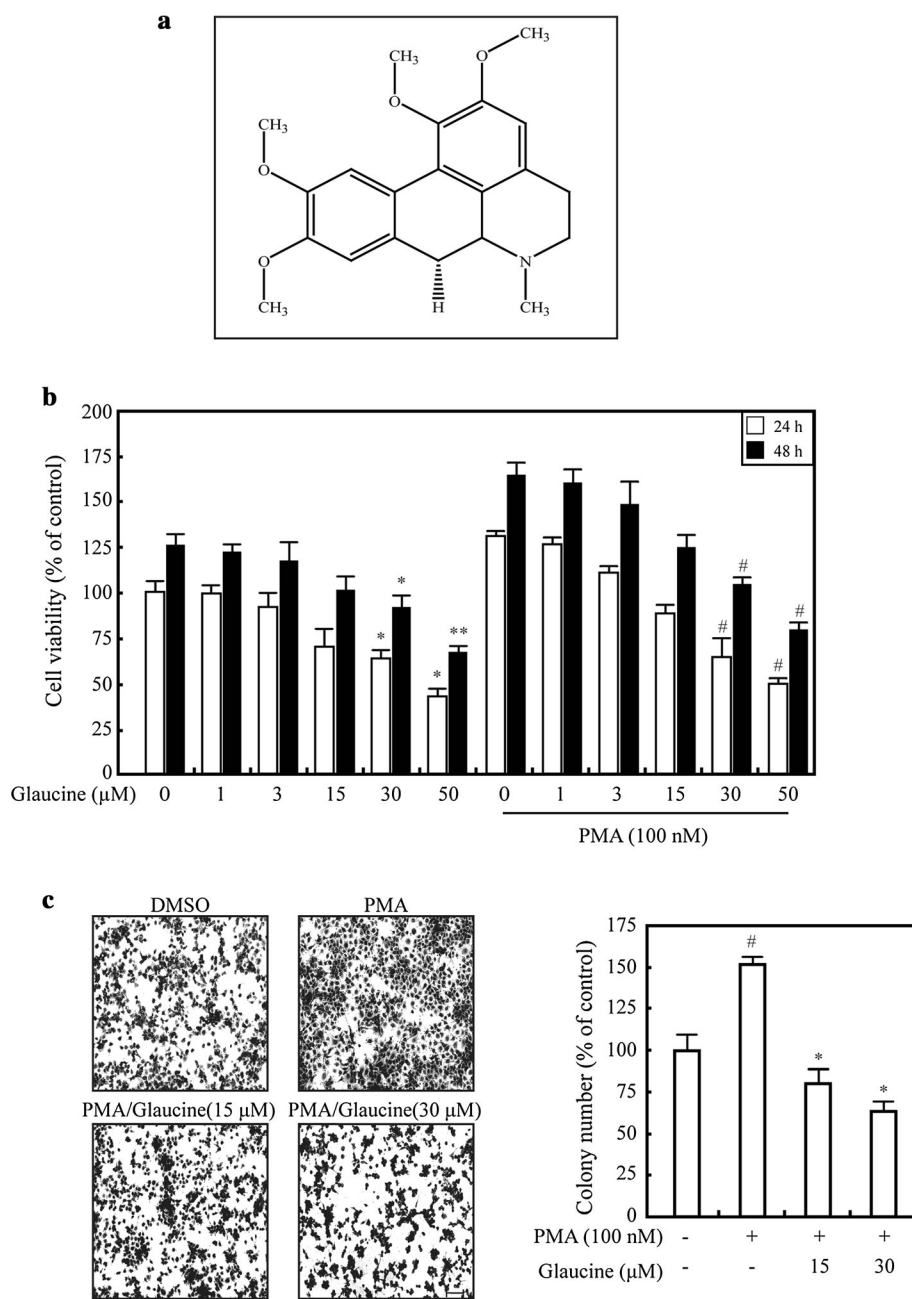 a
CH3
CH3
O
O
CH3
O
O
N
CH3
H
CH3
b
200
175
150
125
100
75
50
25
0
Cell viability (% of control)
24 h
48 h
* * * ** # # # #
Glaucine (µM) 0 1 3 15 30 50 0 1 3 15 30 50
PMA (100 nM)
c
DMSO PMA
PMA/Glaucine(15 µM) PMA/Glaucine(30 µM)
175
150
100
75
50
25
0
Colony number (% of control)
# * *
PMA (100 nM) - + + +
Glaucine (µM) - - 15 30